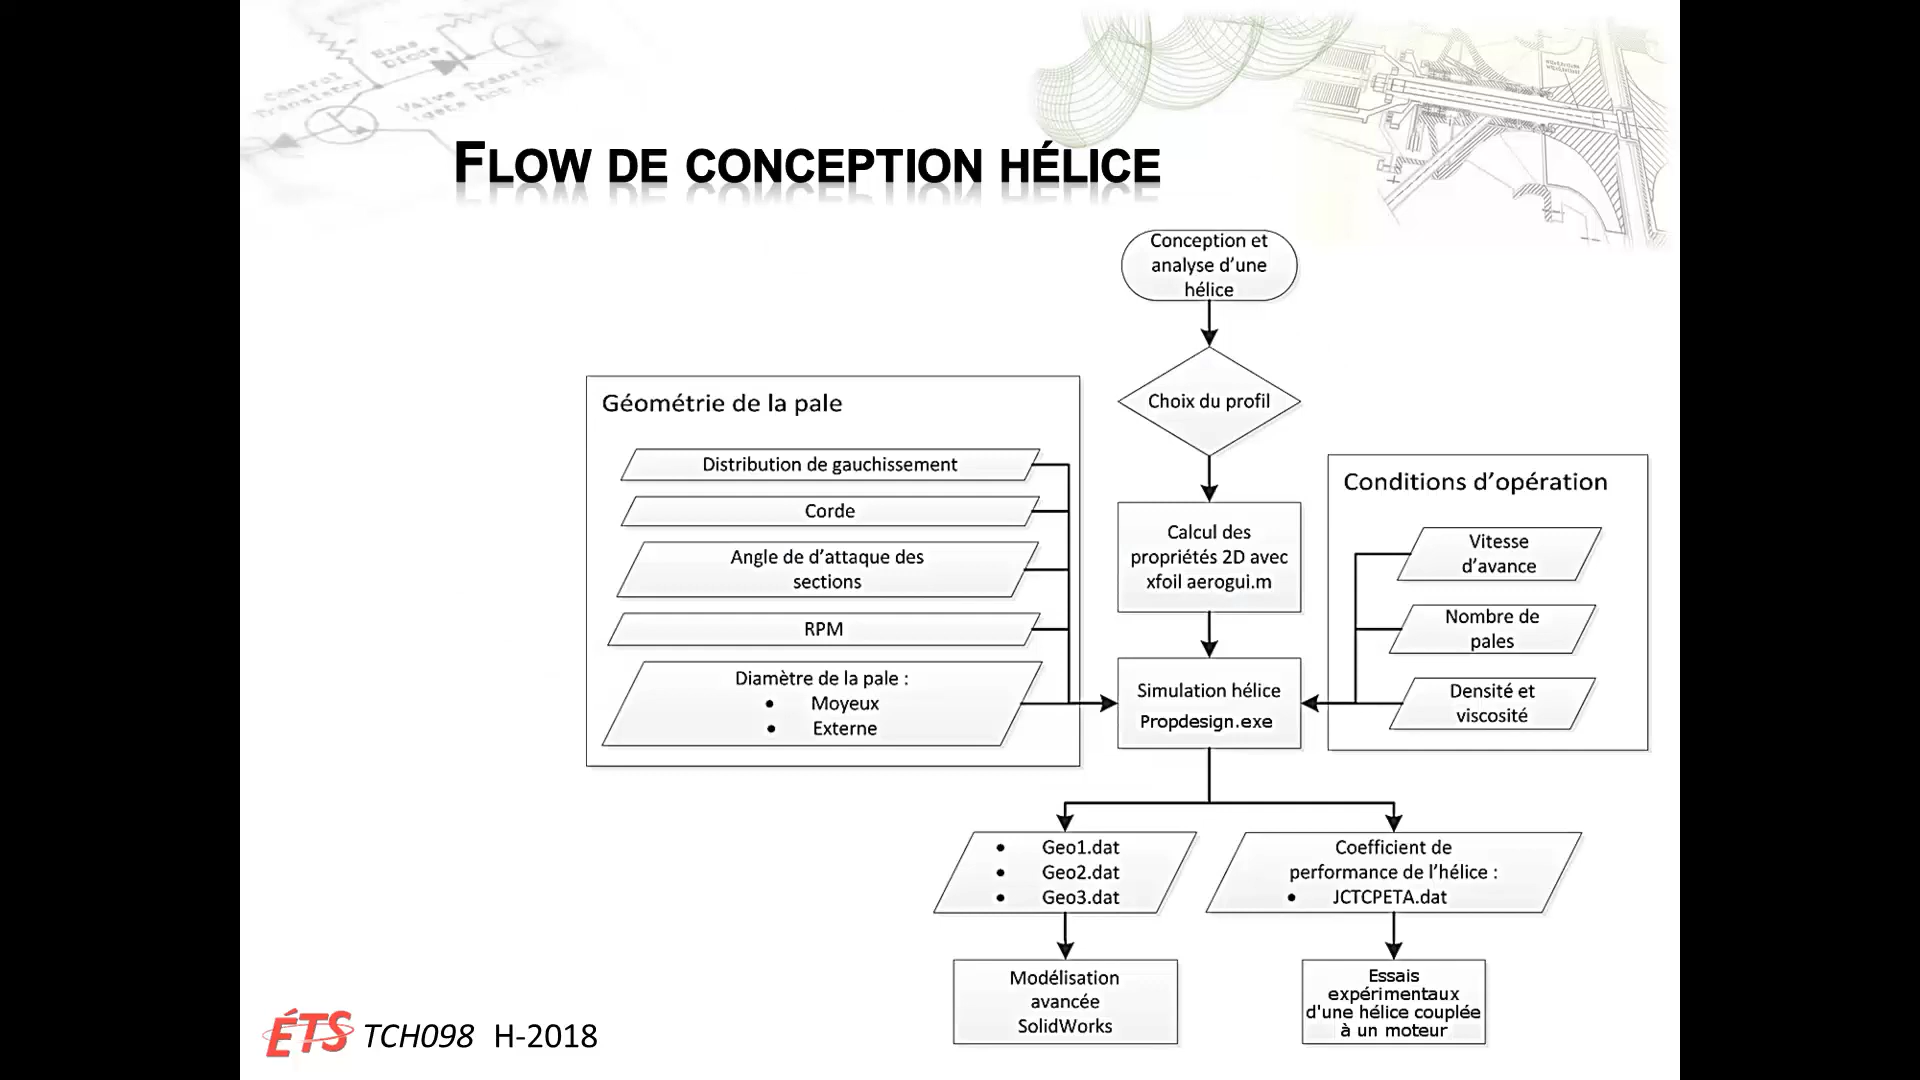 Control
Transistor
Bias
Diode
FLOW DE CONCEPTION HÉLICE
Conception et
analyse d’une
hélice
Choix du profil
Géométrie de la pale
Distribution de gauchissement
Corde
Angle de d’attaque des
sections
RPM
Diamètre de la pale :
• Moyeux
• Externe
Calcul des
propriétés 2D avec
xfoil aerogui.m
Simulation hélice
Propdesign.exe
Conditions d’opération
Vitesse
d’avance
Nombre de
pales
Densité et
viscosité
• Geo1.dat
• Geo2.dat
• Geo3.dat
Coefficient de
performance de l’hélice :
• JCTCPETA.dat
Modélisation
avancée
SolidWorks
Essais
expérimentaux
d'une hélice couplée
à un moteur
ÉTS TCH098 H-2018